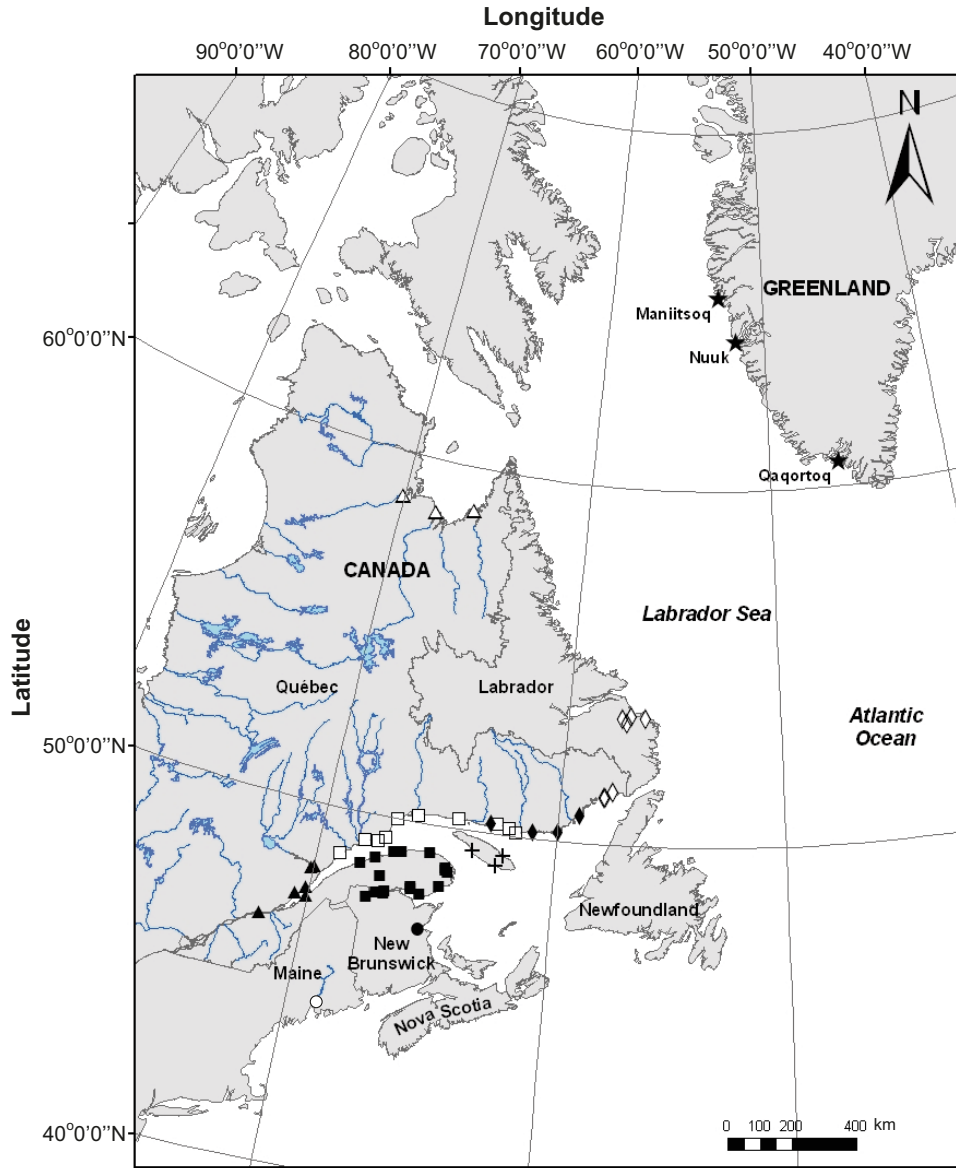 Longitude
90°0'0"W 80°0'0"W 70°0'0"W 60°0'0"W 50°0'0"W 40°0'0"W
N
GREENLAND
Maniitsoq
60°0'0"N
Nuuk
Qaqortoq
CANADA
Labrador Sea
Latitude
Québec
Labrador
Atlantic
Ocean
50°0'0"N
Newfoundland
New
Brunswick
Maine
Nova Scotia
40°0'0"N
0 100 200 400 km